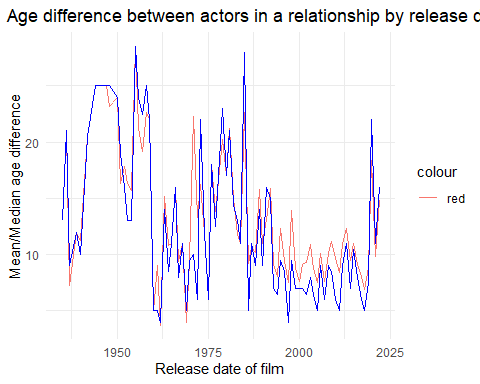 Age difference between actors in a relationship by release d
Mean/Median age difference
20
10
1950
1975
2000
2025
Release date of film
colour
red